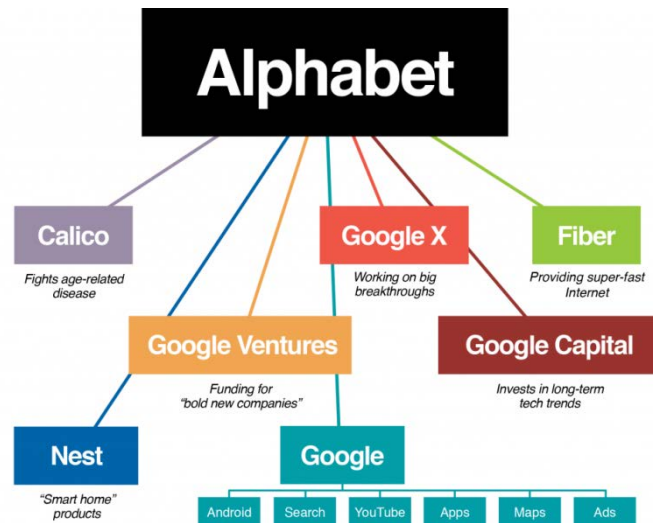 Alphabet
Calico
Fights age-related
disease
Google X
Working on big
breakthroughs
Fiber
Providing super-fast
Internet
Google Ventures
Funding for
“bold new companies”
Google Capital
Invests in long-term
tech trends
Nest
“Smart home”
products
Google
Android
Search
YouTube
Apps
Maps
Ads